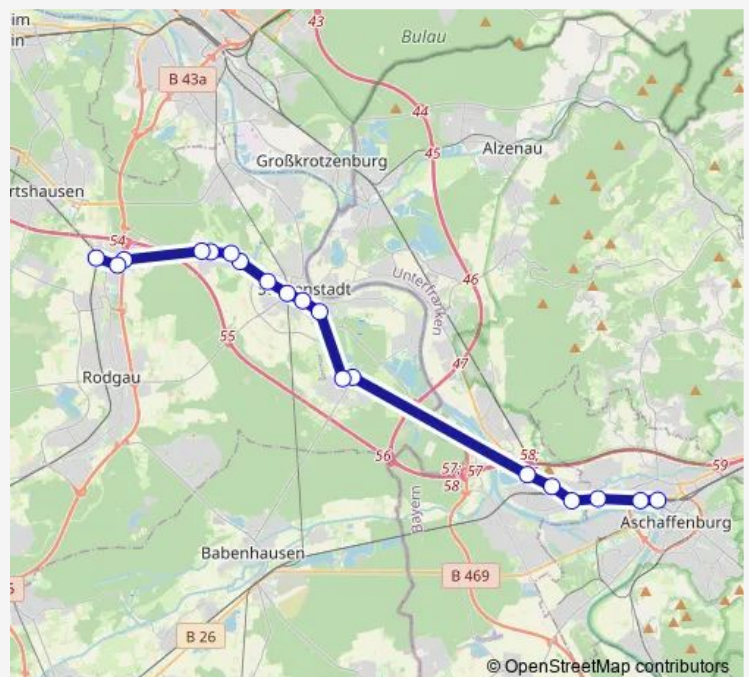 im
in
43
Bulau
B 43a
44
45
Großkrotzenburg
Alzenau
rtshausen
54
Unterfranken
46
S
enstadt
55
47
Rodgau
56
57;
57
58
58;
59
Bayern
Aschaffenburg
Babenhausen
B 469
5
B 26
© OpenStreetMap contributors